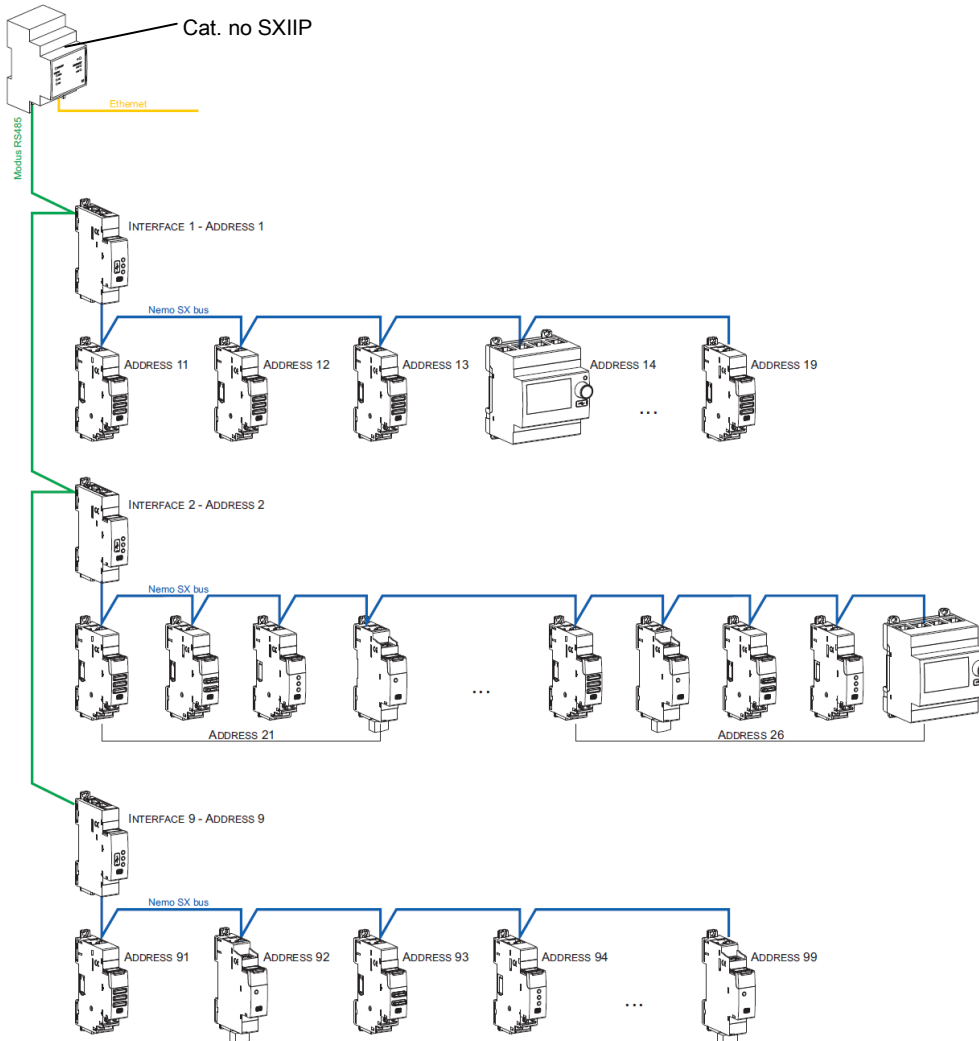 Cat. no SXIIP
Ethernet
Modus RS485
INTERFACE 1 - ADDRESS 1
Nemo SX bus
ADDRESS 11
ADDRESS 12
ADDRESS 13
ADDRESS 14
...
ADDRESS 19
INTERFACE 2 - ADDRESS 2
Nemo SX bus
...
ADDRESS 21
ADDRESS 26
INTERFACE 9 - ADDRESS 9
Nemo SX bus
ADDRESS 91
ADDRESS 92
ADDRESS 93
ADDRESS 94
...
ADDRESS 99